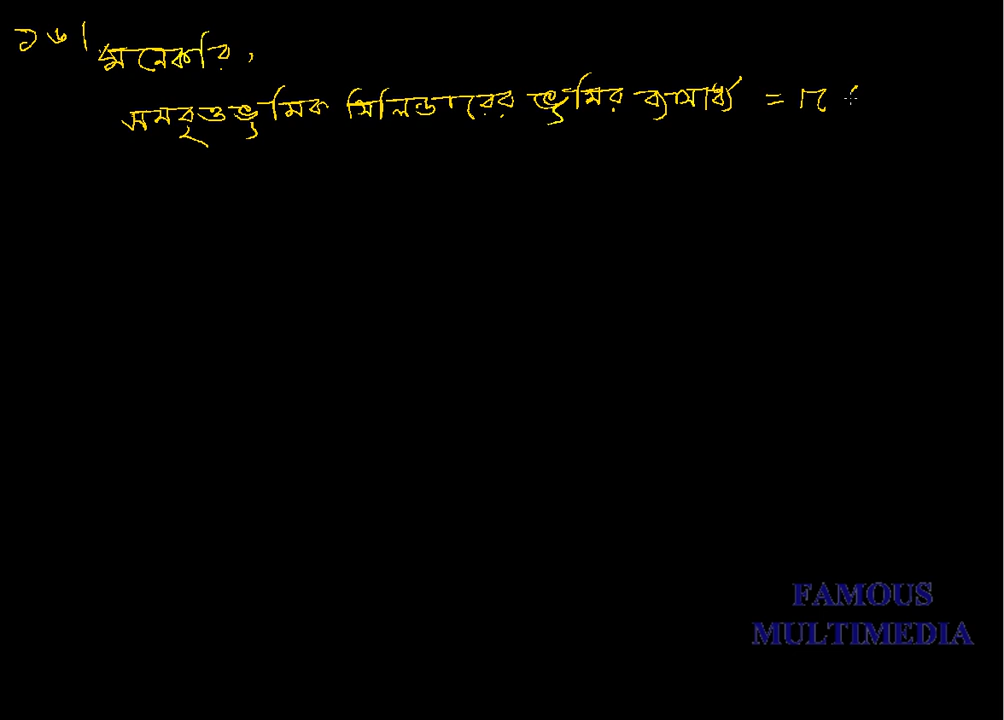 ১৬। মনেকরি,
সমবৃত্তভূমিক সিলিন্ডারের ভূমির ব্যাসার্ধ = r
FAMOUS
MULTIMEDIA